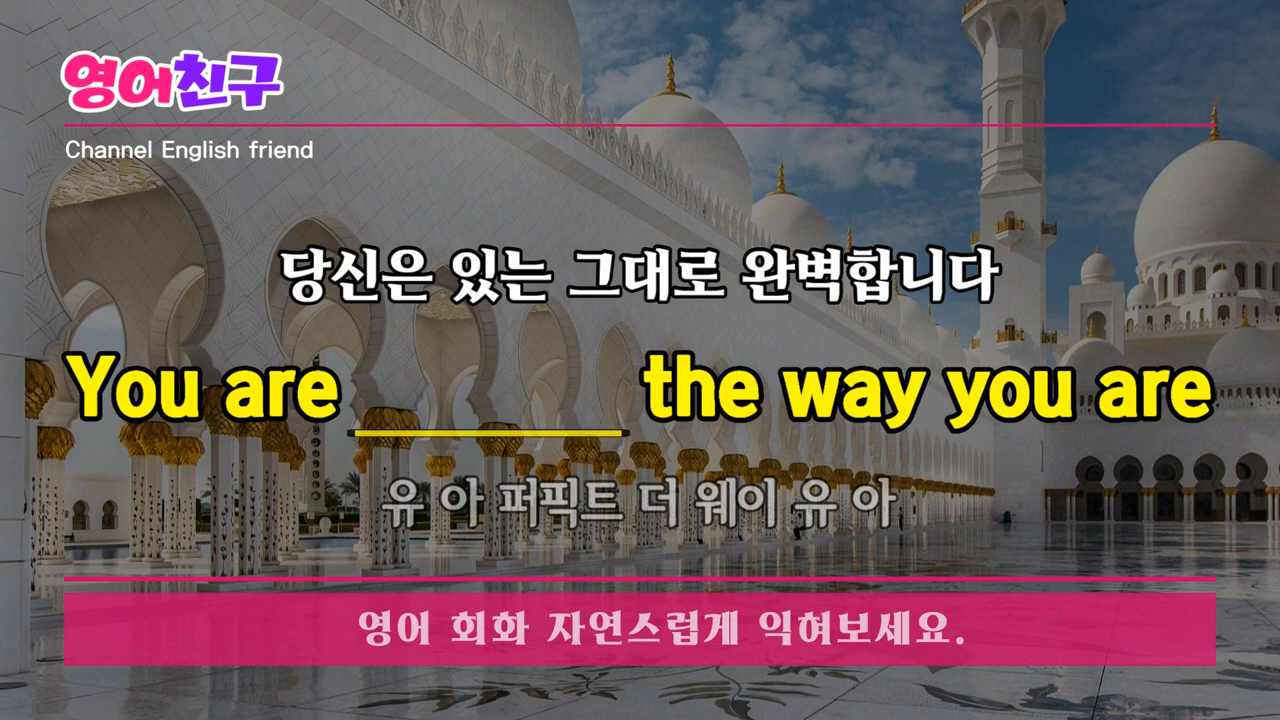 영어친구
Channel English friend
당신은 있는 그대로 완벽합니다
You are ________ the way you are
유 아 퍼픽트 더 웨이 유 아
영어 회화 자연스럽게 익혀보세요.